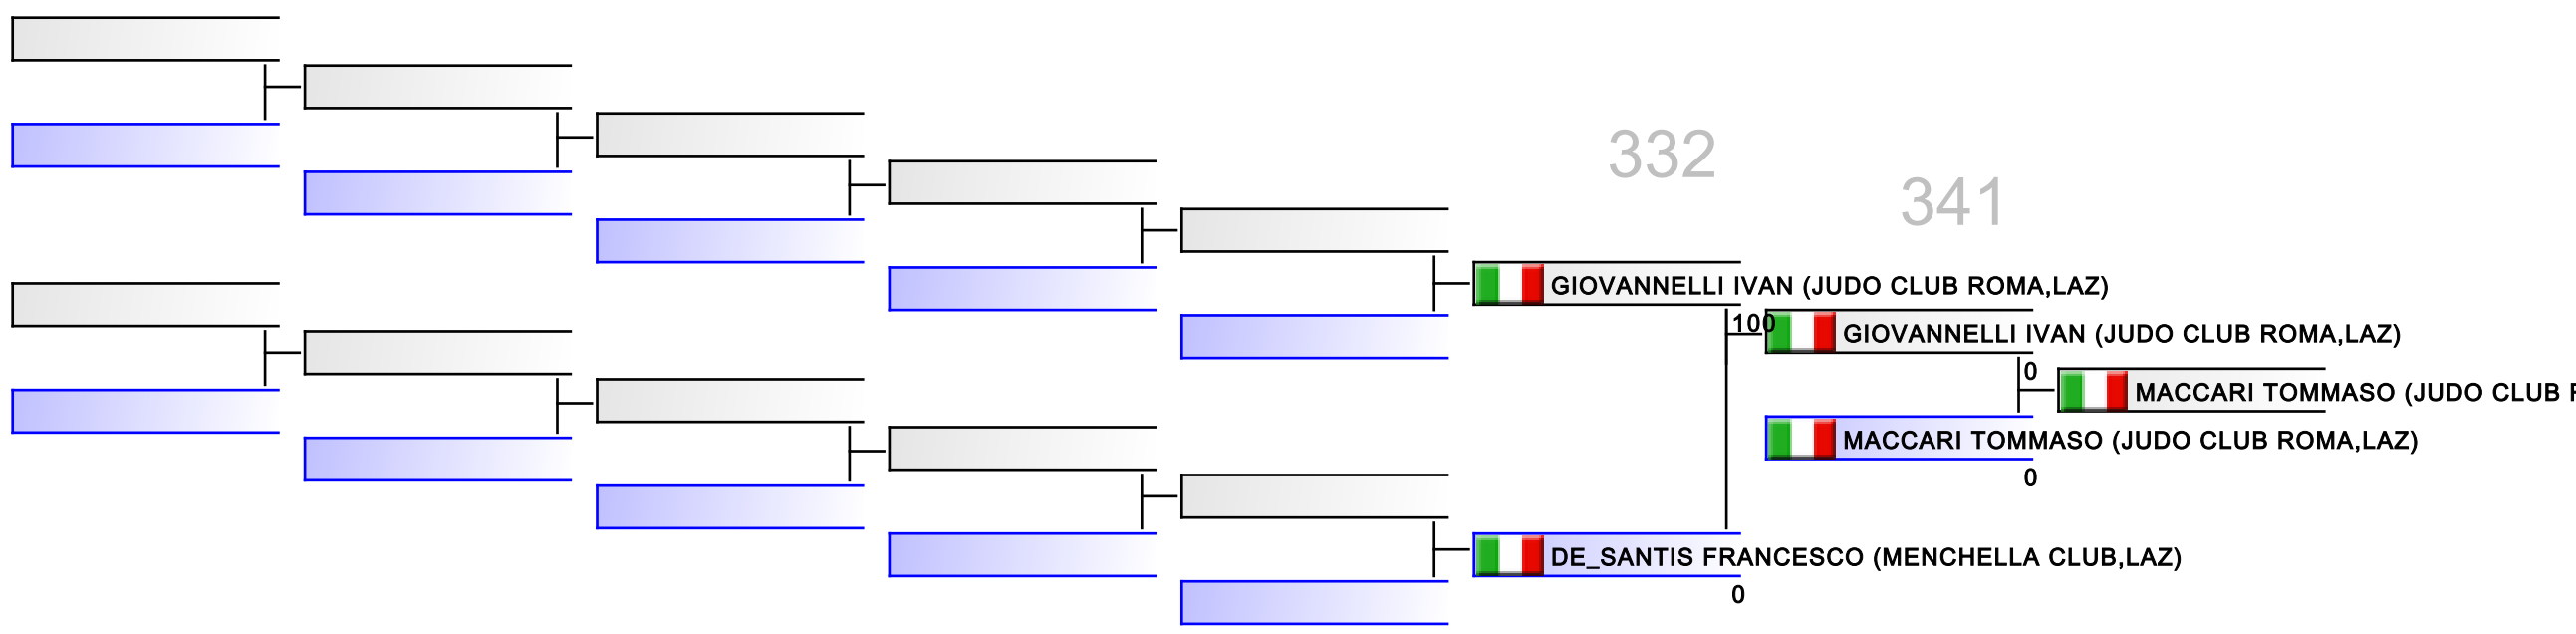 332
341
GIOVANNELLI IVAN (JUDO CLUB ROMA,LAZ)
100
GIOVANNELLI IVAN (JUDO CLUB ROMA,LAZ)
0
MACCARI TOMMASO (JUDO CLUB
MACCARI TOMMASO (JUDO CLUB ROMA,LAZ)
0
DE_SANTIS FRANCESCO (MENCHELLA CLUB,LAZ)
0